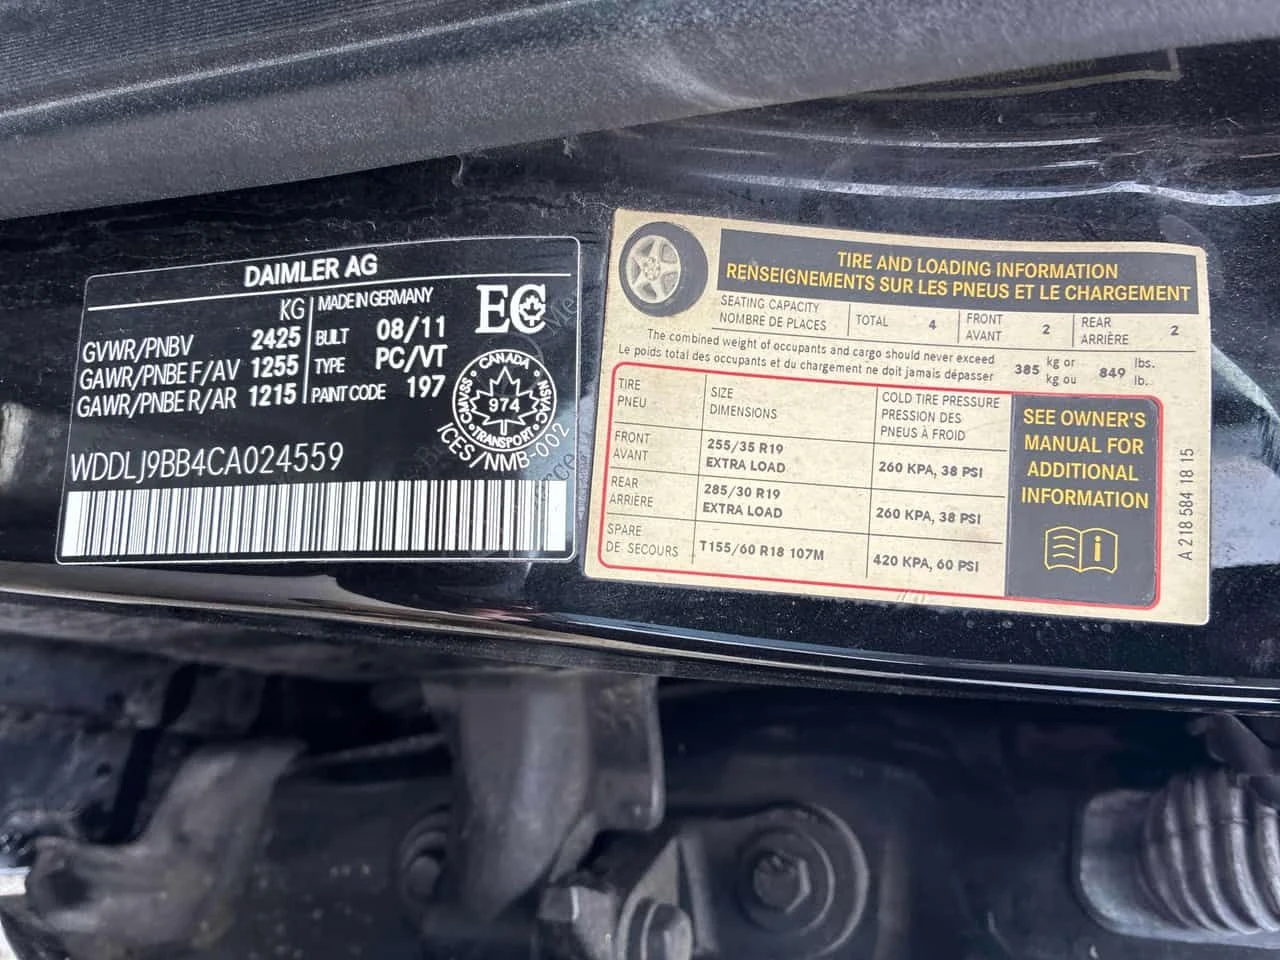 DAIMLER AG
KG
GVWR/PNBV 2425
GAWR/PNBE F/AV 1255
GAWR/PNBE R/AR 1215
MADE IN GERMANY
BUILT 08/11
TYPE PC/VT
PAINT CODE 197
EC
CANADA
974
TRANSPORT
CMVSS
NSVAC
ICES/NMB-002
WDDLJ9BB4CA024559
TIRE AND LOADING INFORMATION
RENSEIGNEMENTS SUR LES PNEUS ET LE CHARGEMENT
SEATING CAPACITY
NOMBRE DE PLACES
TOTAL 4
FRONT
AVANT
2
REAR
ARRIÈRE
2
The combined weight of occupants and cargo should never exceed
Le poids total des occupants et du chargement ne doit jamais dépasser
385 kg or
kg ou
849 lbs.
lb.
TIRE
PNEU
SIZE
DIMENSIONS
COLD TIRE PRESSURE
PRESSION DES
PNEUS À FROID
FRONT
AVANT
255/35 R19
EXTRA LOAD
260 KPA, 38 PSI
REAR
ARRIÈRE
285/30 R19
EXTRA LOAD
260 KPA, 38 PSI
SPARE
DE SECOURS
T155/60 R18 107M
420 KPA, 60 PSI
SEE OWNER'S
MANUAL FOR
ADDITIONAL
INFORMATION
i
A 218 584 18 15